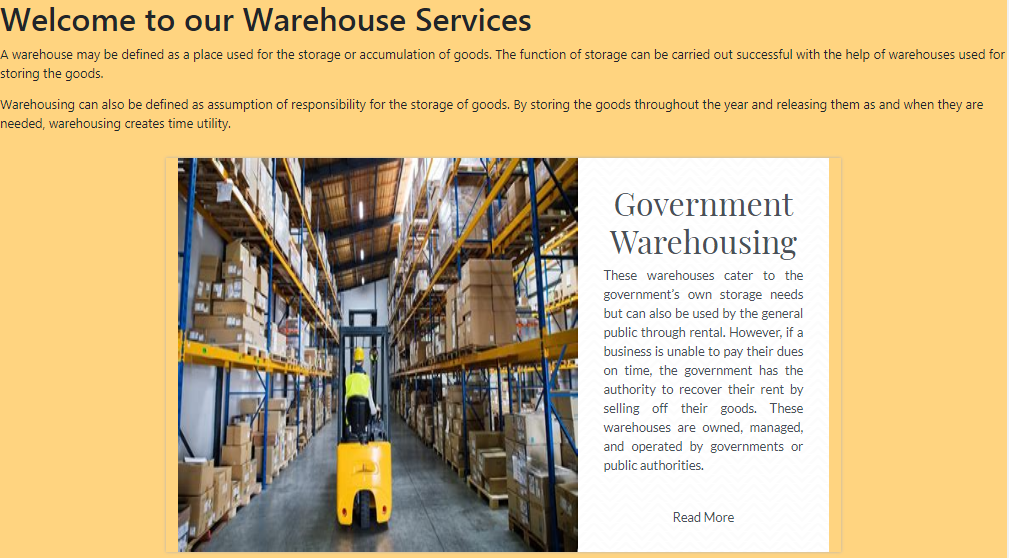 Welcome to our Warehouse Services
A warehouse may be defined as a place used for the storage or accumulation of goods. The function of storage can be carried out successful with the help of warehouses used for
storing the goods.
Warehousing can also be defined as assumption of responsibility for the storage of goods. By storing the goods throughout the year and releasing them as and when they are
needed, warehousing creates time utility.
Government
Warehousing
These warehouses cater to the
government's own storage needs
but can also be used by the general
public through rental. However, if a
business is unable to pay their dues
on time, the government has the
authority to recover their rent by
selling off their goods. These
warehouses are owned, managed,
and operated by governments or
public authorities.
Read More